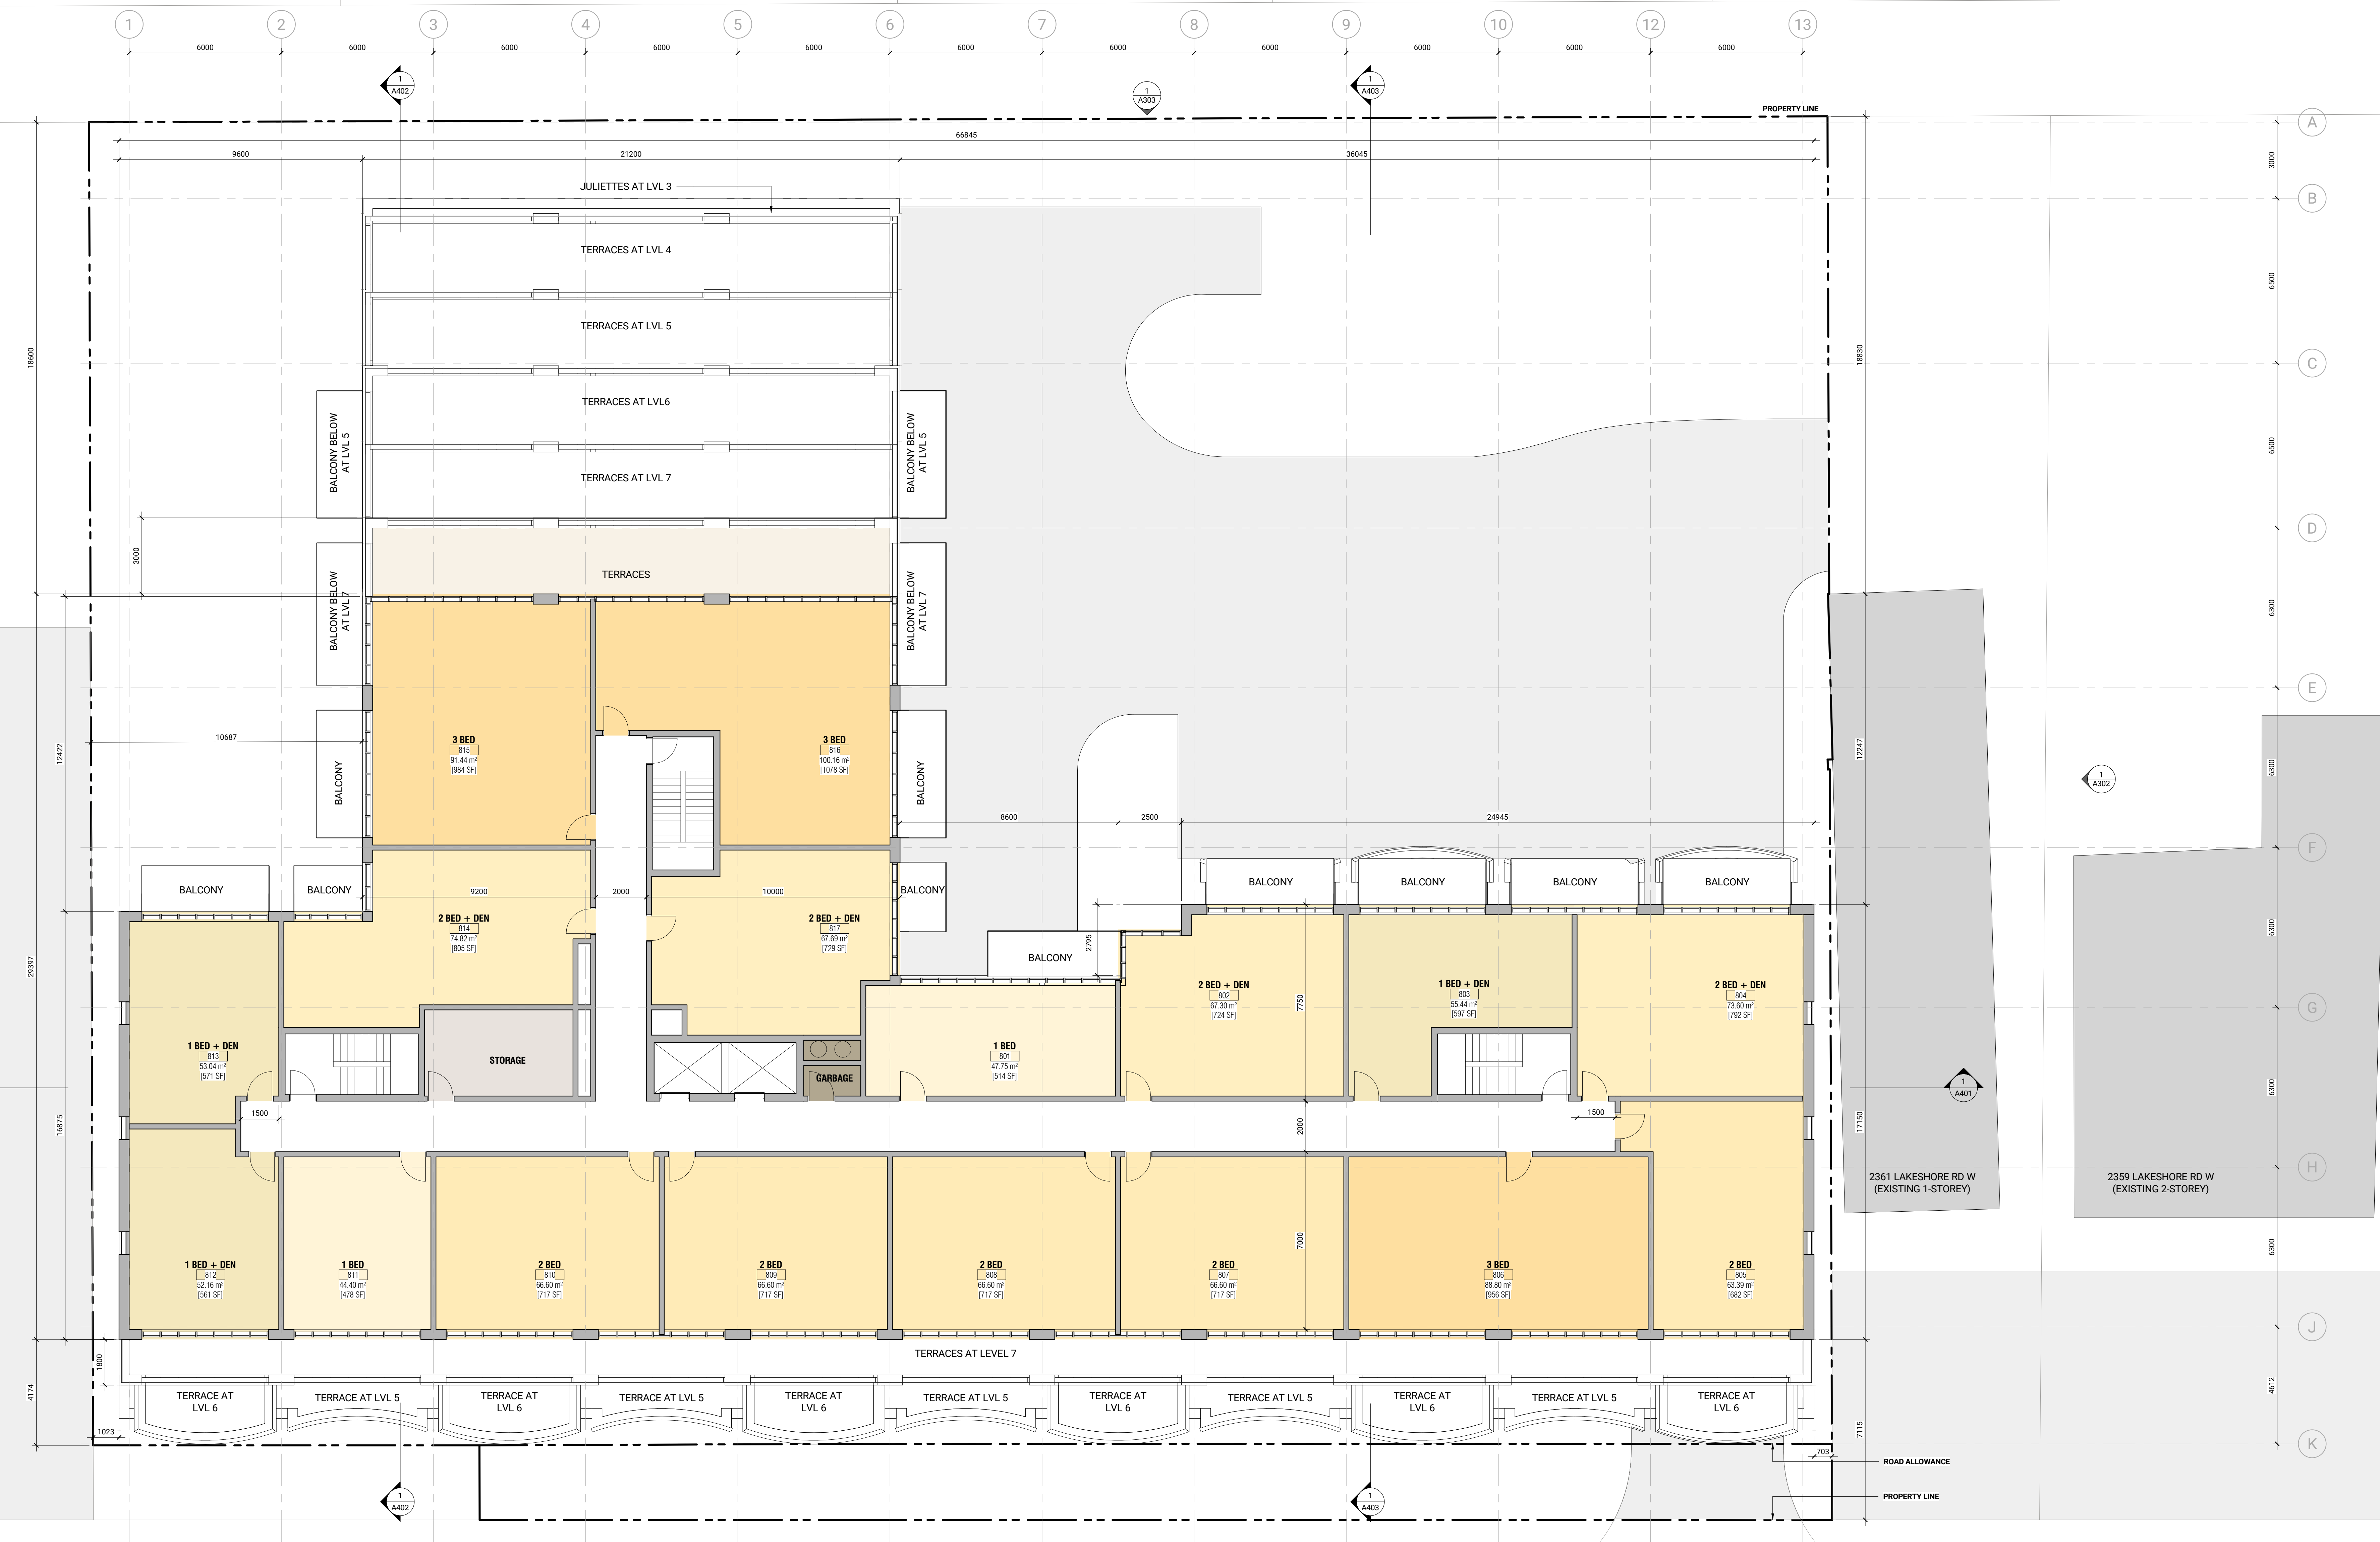 1 2 3 4 5 6 7 8 9 10 12 13
6000 6000 6000 6000 6000 6000 6000 6000 6000 6000 6000
1
A402
1
A303
1
A403
PROPERTY LINE
A
66845
9600 21200 36045
3000
JULIETTES AT LVL 3
B
TERRACES AT LVL 4
6500
TERRACES AT LVL 5
18600
18830
C
TERRACES AT LVL6
BALCONY BELOW
AT LVL 5
BALCONY BELOW
AT LVL 5
6500
TERRACES AT LVL 7
D
3000
TERRACES
BALCONY BELOW
AT LVL 7
BALCONY BELOW
AT LVL 7
6300
E
10687
12422
3 BED
815
91.44 m²
[984 SF]
3 BED
816
100.16 m²
[1078 SF]
12247
6300
1
A302
BALCONY
BALCONY
8600 2500 24945
F
BALCONY
BALCONY
9200 2000 10000
BALCONY
BALCONY
BALCONY
BALCONY
BALCONY
2 BED + DEN
814
74.82 m²
[805 SF]
2 BED + DEN
817
67.69 m²
[729 SF]
2795
BALCONY
6300
29397
2 BED + DEN
802
67.30 m²
[724 SF]
7750
1 BED + DEN
803
55.44 m²
[597 SF]
2 BED + DEN
804
73.60 m²
[792 SF]
G
1 BED + DEN
813
53.04 m²
[571 SF]
STORAGE
GARBAGE
1 BED
801
47.75 m²
[514 SF]
6300
1
A401
1500
1500
16875
2000
17150
H
2361 LAKESHORE RD W
(EXISTING 1-STOREY)
2359 LAKESHORE RD W
(EXISTING 2-STOREY)
7000
6300
1 BED + DEN
812
52.16 m²
[561 SF]
1 BED
811
44.40 m²
[478 SF]
2 BED
810
66.60 m²
[717 SF]
2 BED
809
66.60 m²
[717 SF]
2 BED
808
66.60 m²
[717 SF]
2 BED
807
66.60 m²
[717 SF]
3 BED
806
88.80 m²
[956 SF]
2 BED
805
63.39 m²
[682 SF]
J
TERRACES AT LEVEL 7
1800
4174
4612
TERRACE AT
LVL 6
TERRACE AT LVL 5
TERRACE AT
LVL 6
TERRACE AT LVL 5
TERRACE AT
LVL 6
TERRACE AT LVL 5
TERRACE AT
LVL 6
TERRACE AT LVL 5
TERRACE AT
LVL 6
TERRACE AT LVL 5
TERRACE AT
LVL 6
1023
7115
703
K
ROAD ALLOWANCE
PROPERTY LINE
1
A402
1
A403